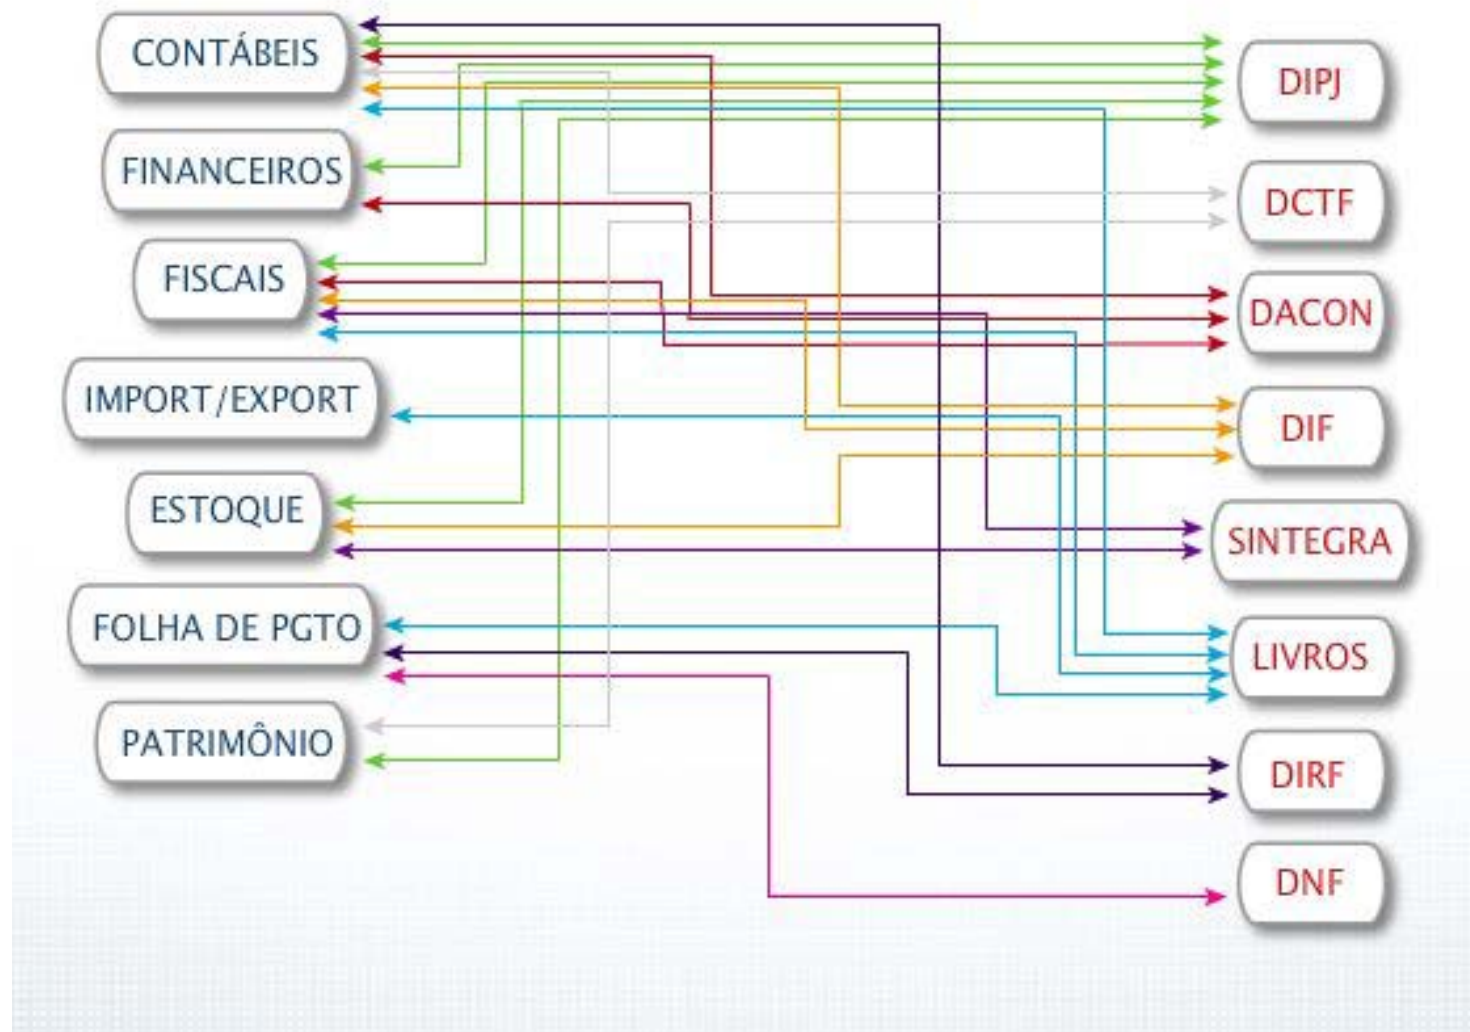 CONTÁBEIS
FINANCEIROS
FISCAIS
IMPORT/EXPORT
ESTOQUE
FOLHA DE PGTO
PATRIMÔNIO
DIPJ
DCTF
DACON
DIF
SINTEGRA
LIVROS
DIRF
DNF